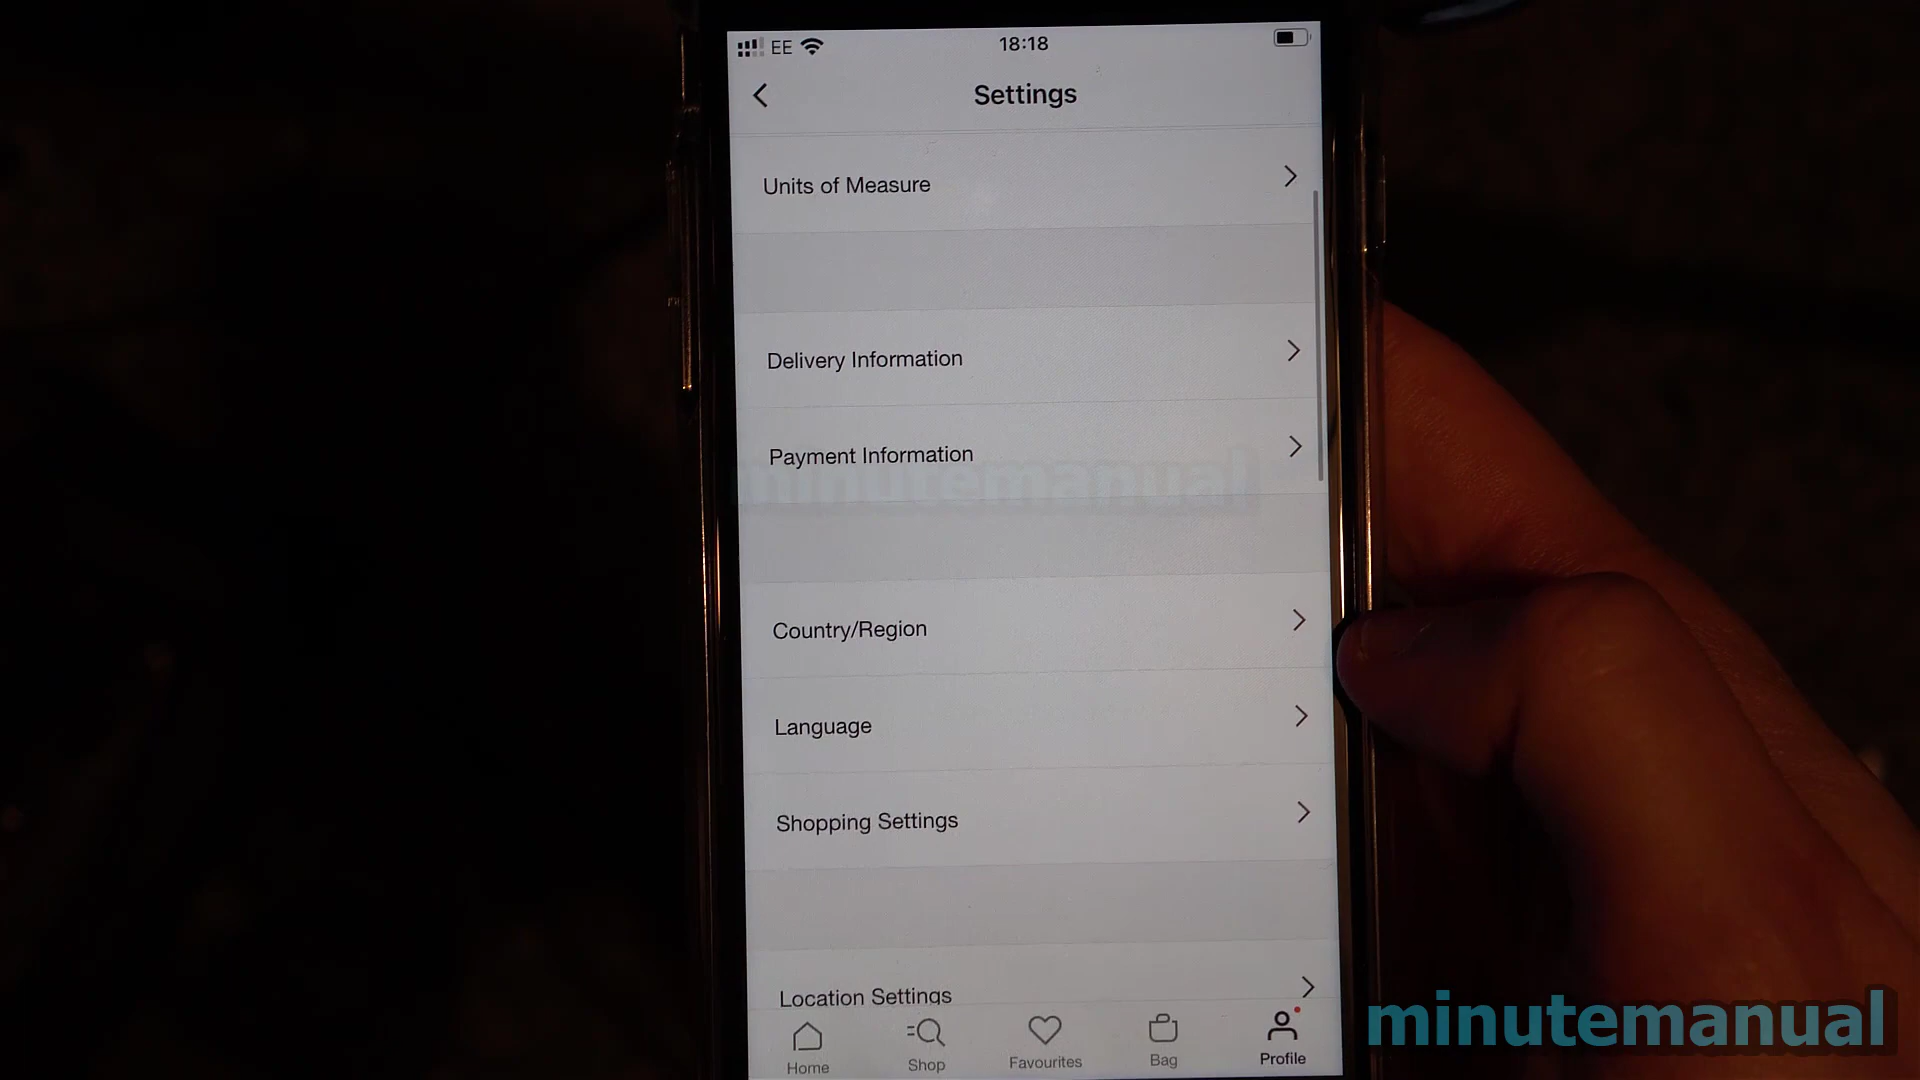 EE 18:18
Settings
Units of Measure
Delivery Information
Payment Information
minutemanual
Country/Region
Language
Shopping Settings
Location Settings
Home Shop Favourites Bag Profile
minutemanual